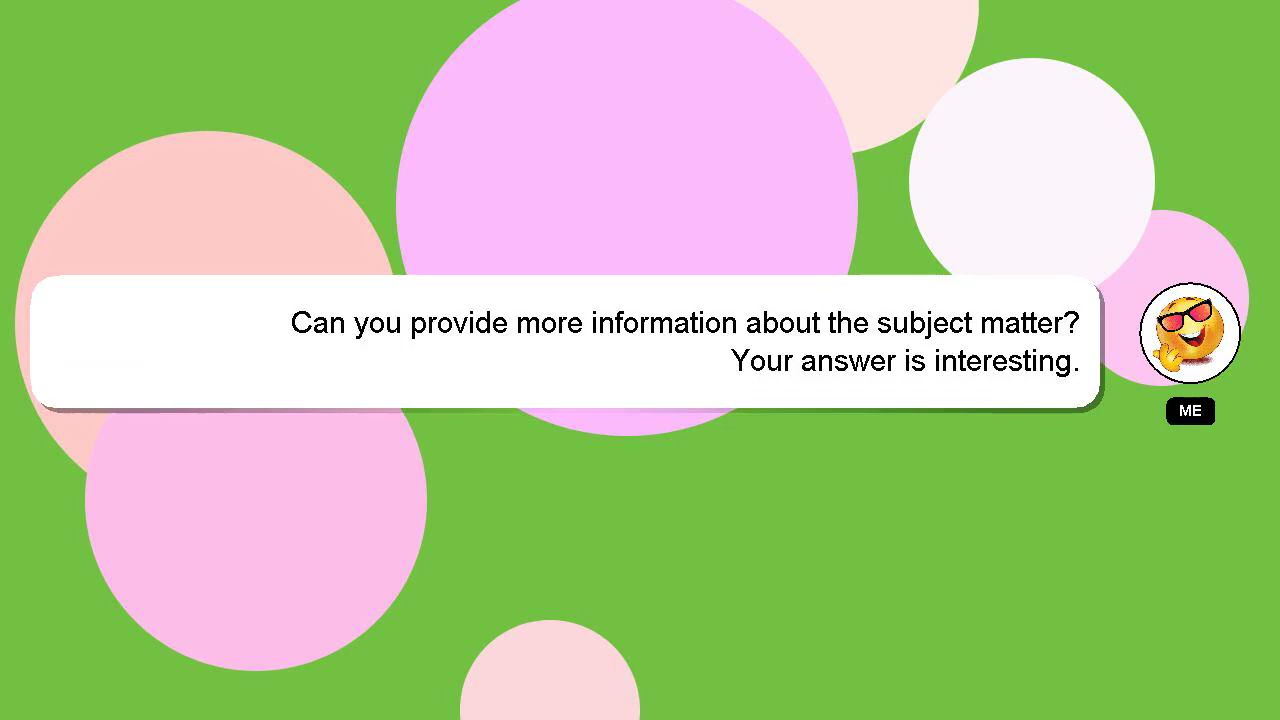 Can you provide more information about the subject matter?
Your answer is interesting.
ME